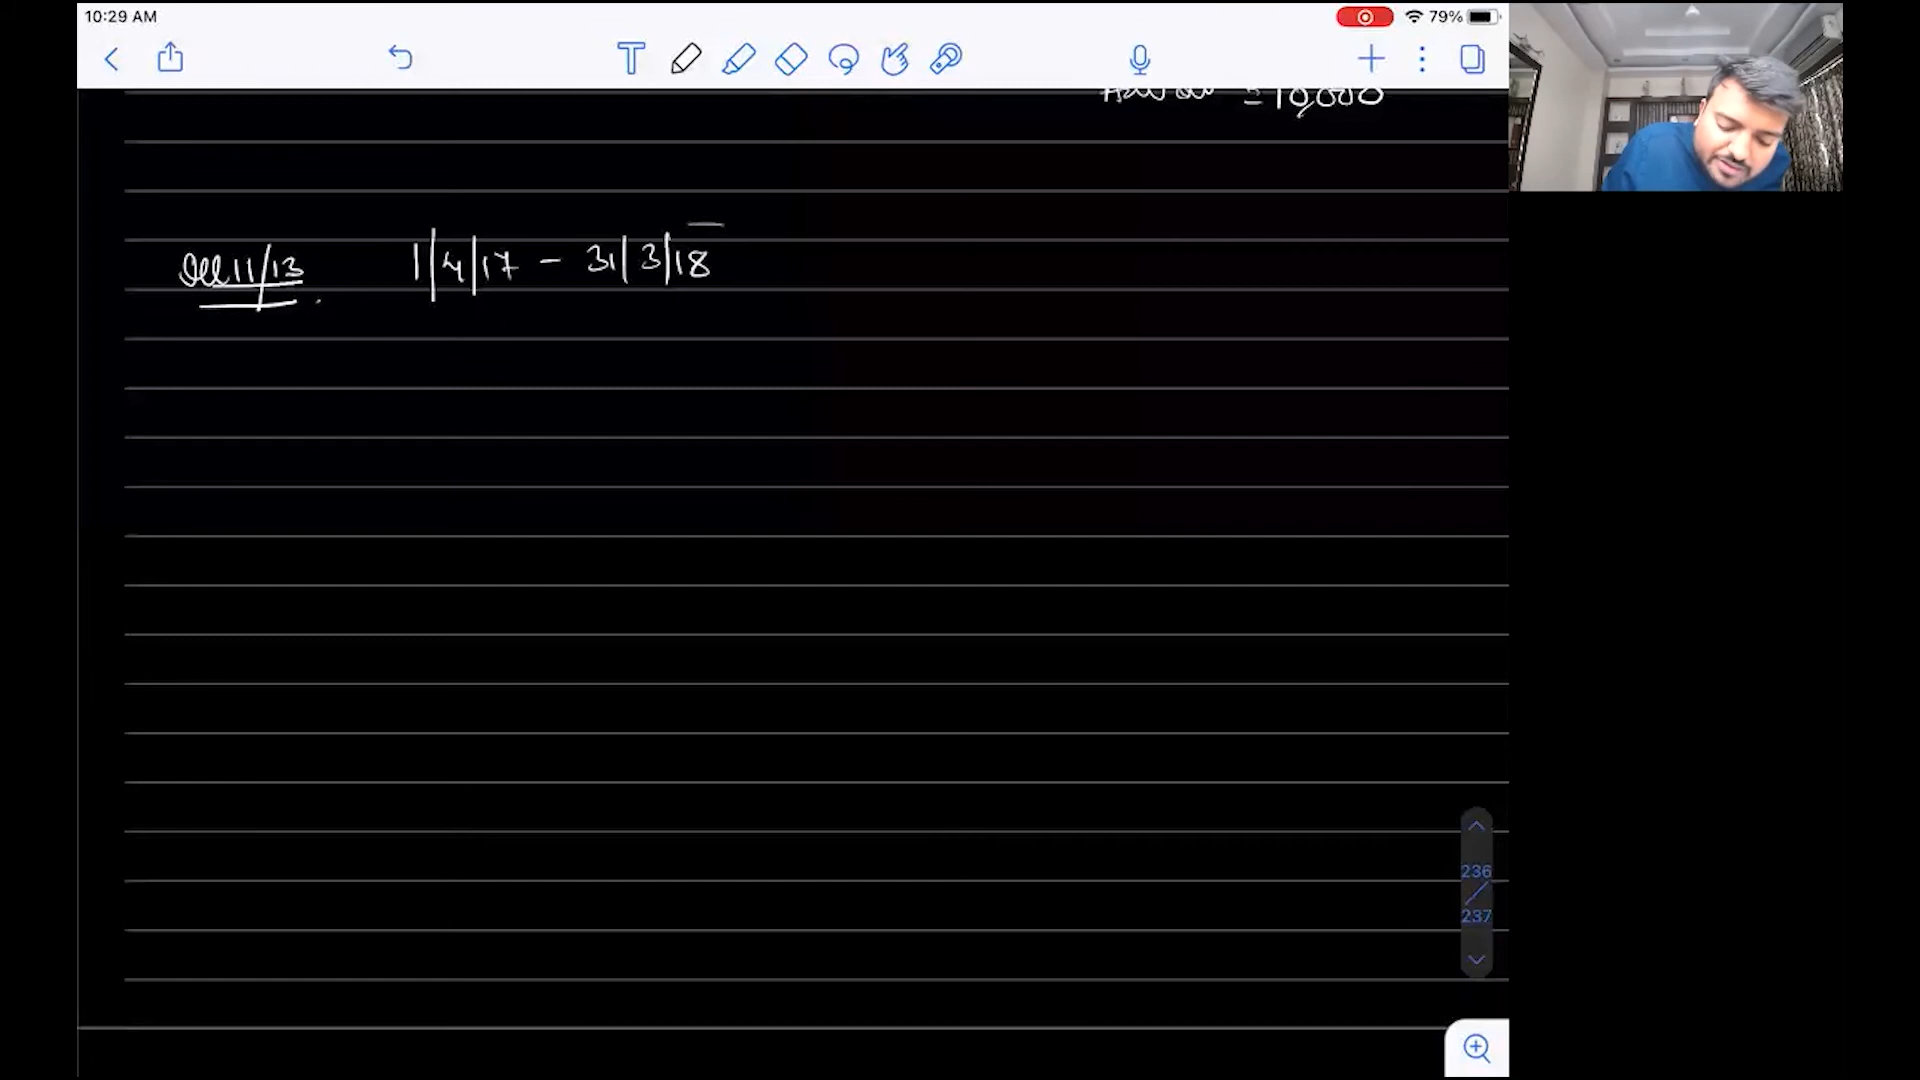 10:29 AM
79%
= 10,000
Ill 11/13 1/4/17 - 31/3/18
236
237